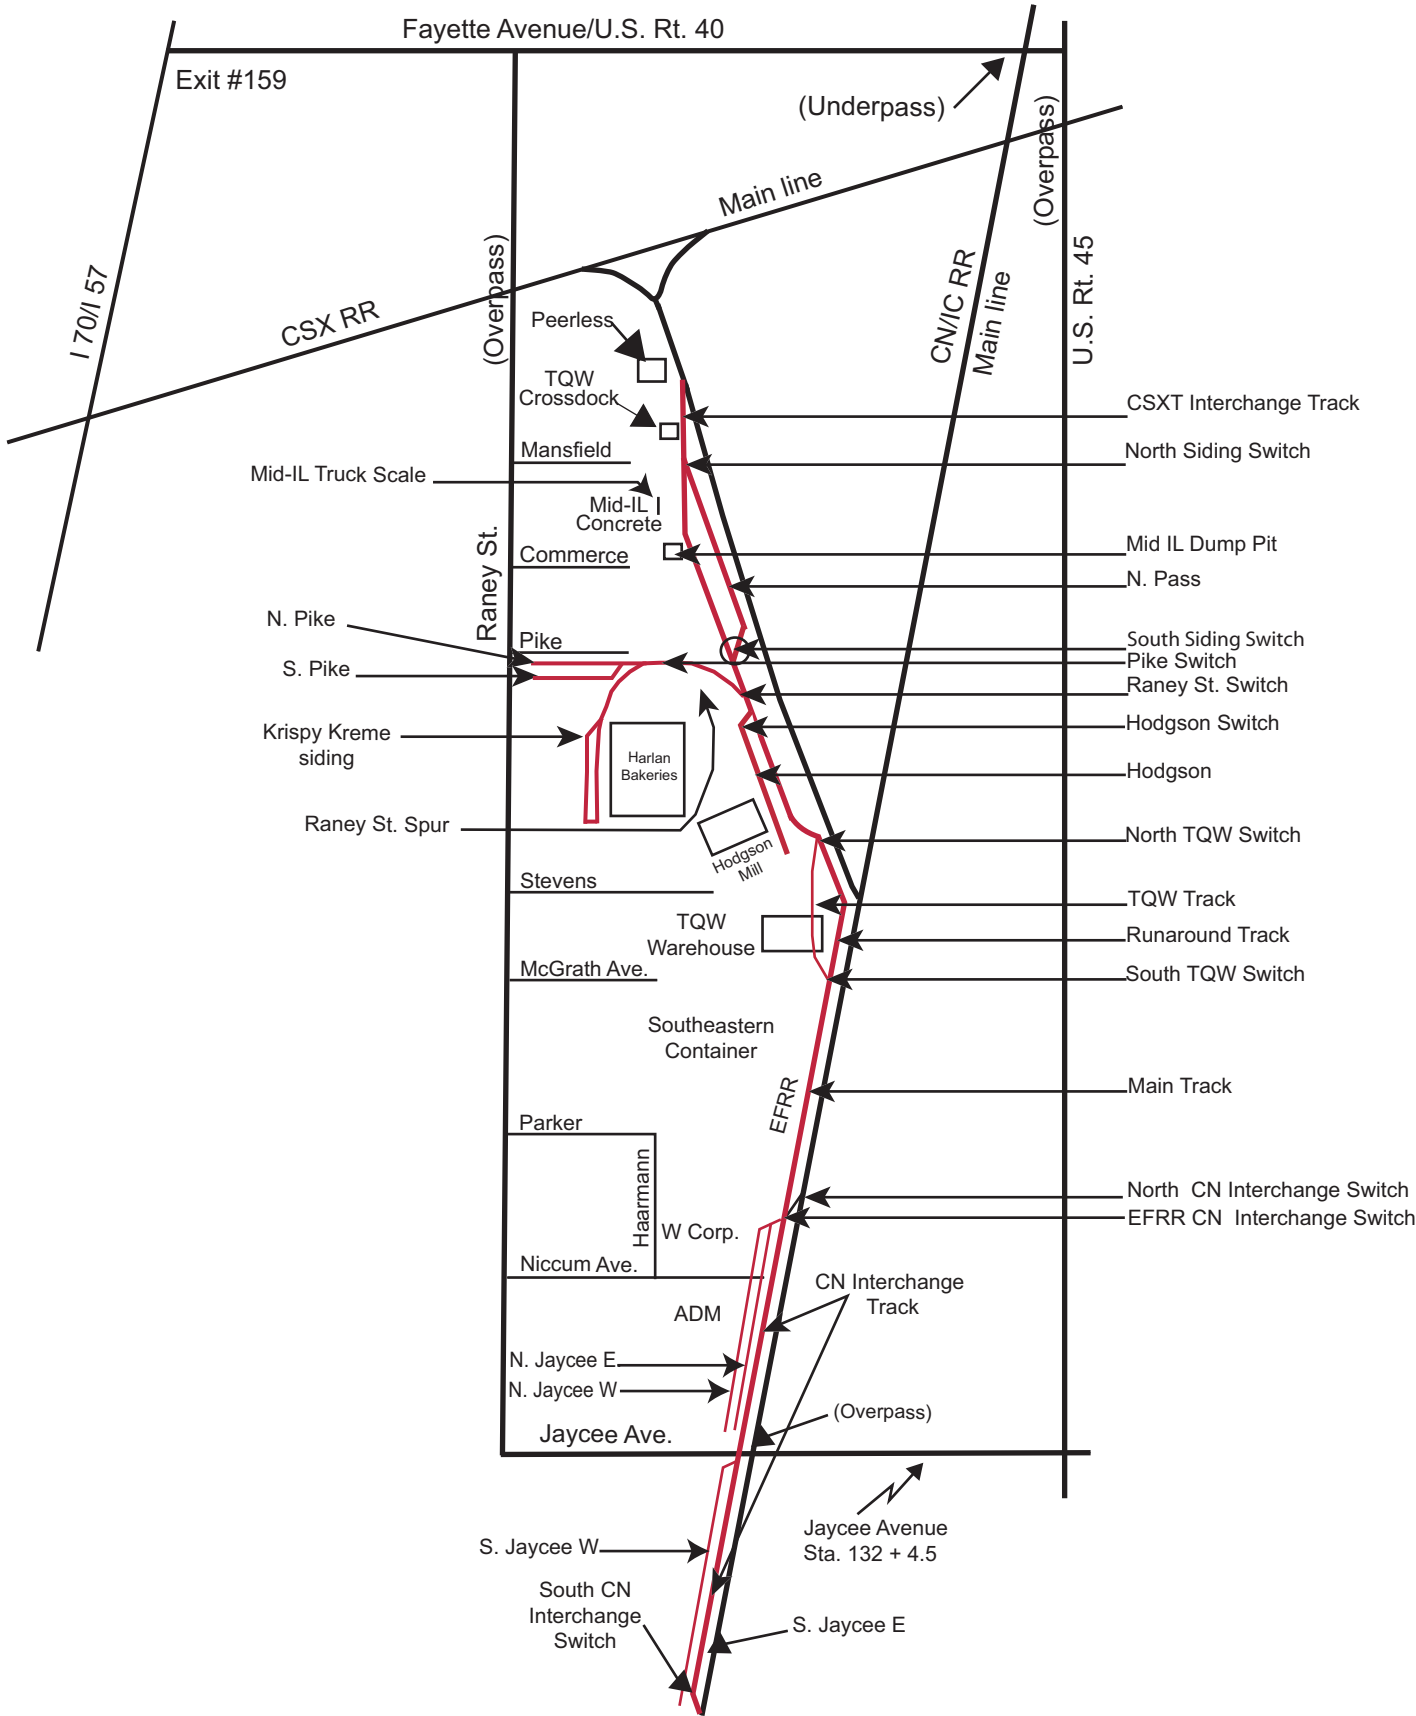 Fayette Avenue/U.S. Rt. 40
Exit #159
(Underpass)
(Overpass)
Main line
I 70/I 57
CSX RR
(Overpass)
CN/IC RR
Main line
U.S. Rt. 45
Peerless
TQW
Crossdock
CSXT Interchange Track
Mansfield
North Siding Switch
Mid-IL Truck Scale
Mid-IL
Concrete
Raney St.
Commerce
Mid IL Dump Pit
N. Pass
N. Pike
Pike
South Siding Switch
Pike Switch
S. Pike
Raney St. Switch
Krispy Kreme
siding
Hodgson Switch
Harlan
Bakeries
Hodgson
Raney St. Spur
Hodgson
Mill
North TQW Switch
Stevens
TQW Track
TQW
Warehouse
Runaround Track
McGrath Ave.
South TQW Switch
Southeastern
Container
EFRR
Main Track
Parker
Haarmann
North CN Interchange Switch
EFRR CN Interchange Switch
W Corp.
Niccum Ave.
CN Interchange
Track
ADM
N. Jaycee E
N. Jaycee W
(Overpass)
Jaycee Ave.
Jaycee Avenue
Sta. 132 + 4.5
S. Jaycee W
South CN
Interchange
Switch
S. Jaycee E